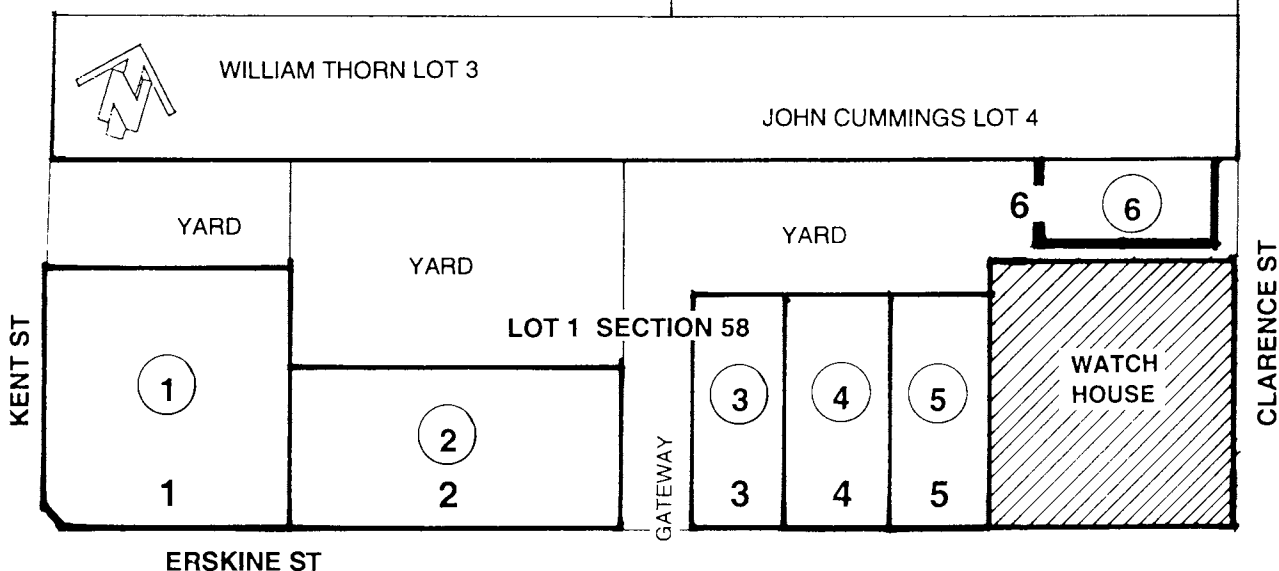 WILLIAM THORN LOT 3
JOHN CUMMINGS LOT 4
N
YARD
YARD
YARD
6
6
KENT ST
LOT 1 SECTION 58
CLARENCE ST
WATCH
HOUSE
1
2
3
4
5
1
2
GATEWAY
3
4
5
ERSKINE ST